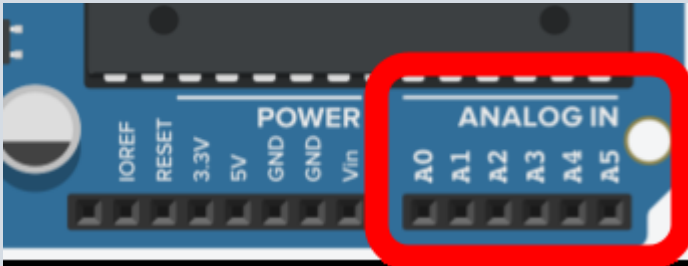 POWER
ANALOG IN
IOREF
RESET
3.3V
5V
GND
GND
Vin
A0
A1
A2
A3
A4
A5